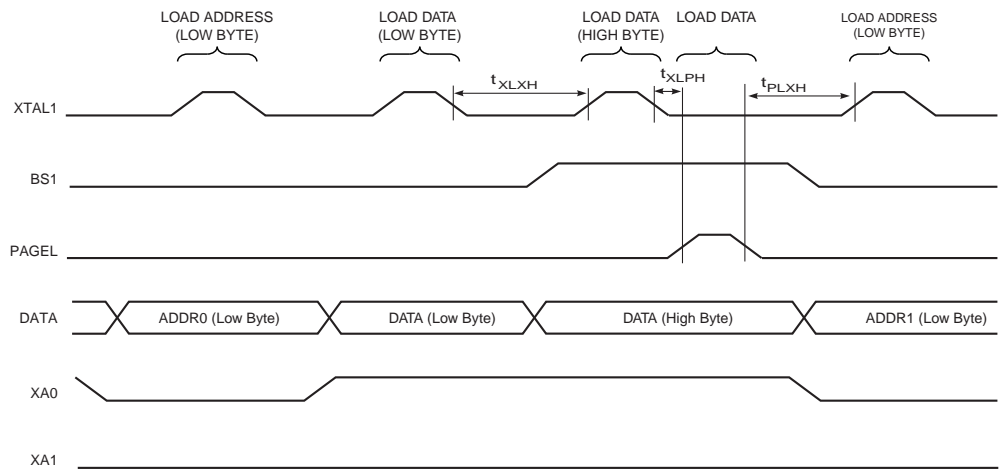 LOAD ADDRESS
(LOW BYTE)
LOAD DATA
(LOW BYTE)
LOAD DATA
(HIGH BYTE)
LOAD DATA
LOAD ADDRESS
(LOW BYTE)
XTAL1
tXLXH
tXLPH
tPLXH
BS1
PAGEL
DATA
ADDR0 (Low Byte)
DATA (Low Byte)
DATA (High Byte)
ADDR1 (Low Byte)
XA0
XA1